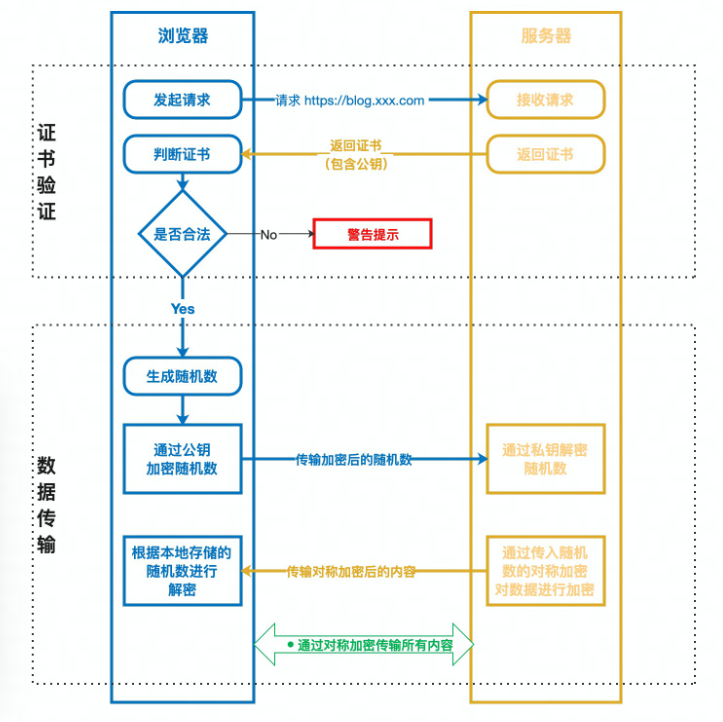 浏览器
服务器
证
书
验
证
发起请求
请求 https://blog.xxx.com
接收请求
判断证书
返回证书
（包含公钥）
返回证书
是否合法
No
警告提示
Yes
数
据
传
输
生成随机数
通过公钥
加密随机数
传输加密后的随机数
通过私钥解密
随机数
根据本地存储的
随机数进行
解密
传输对称加密后的内容
通过传入随机
数的对称加密
对数据进行加密
• 通过对称加密传输所有内容